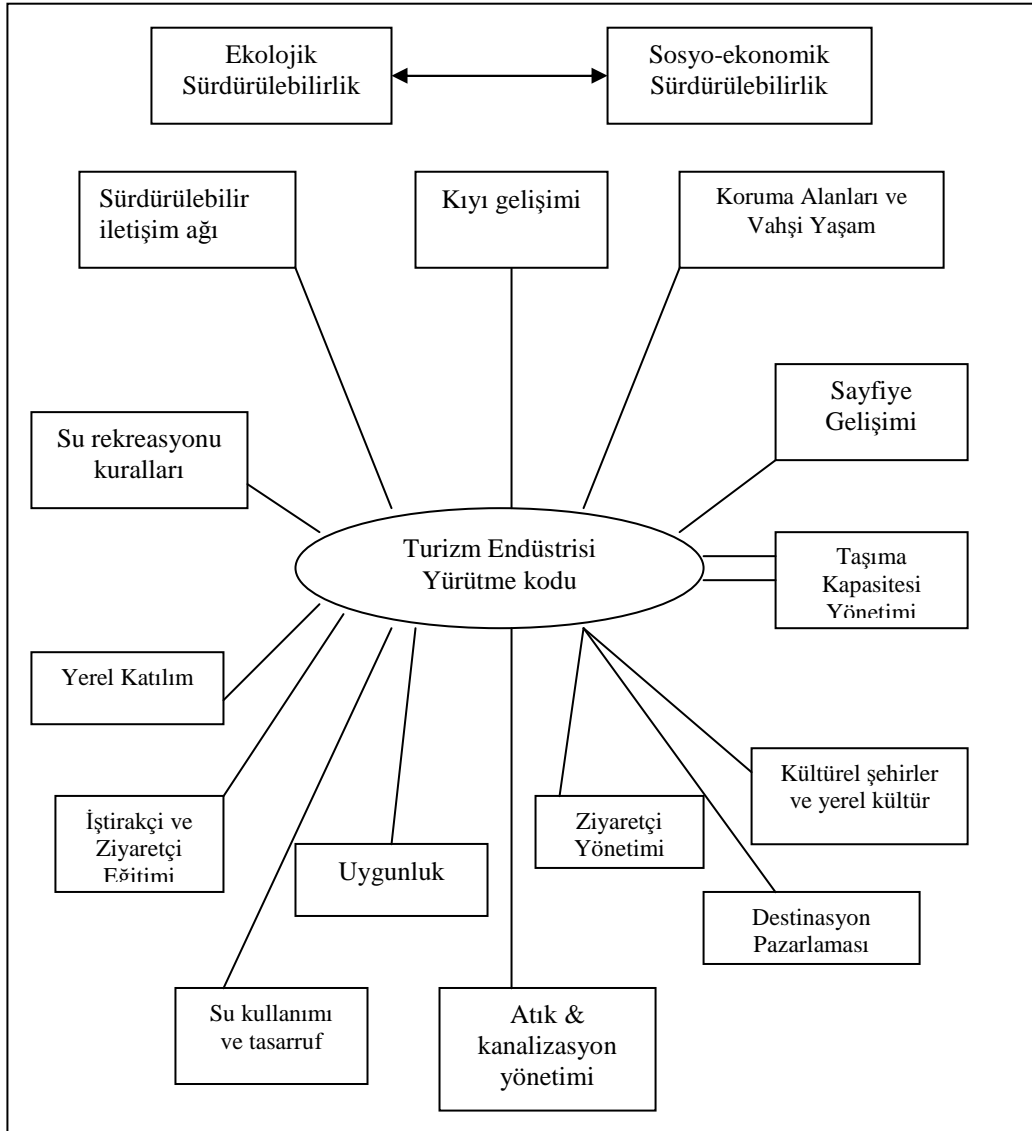 Ekolojik
Sürdürülebilirlik
Sosyo-ekonomik
Sürdürülebilirlik
Sürdürülebilir
iletişim ağı
Kıyı gelişimi
Koruma Alanları ve
Vahşi Yaşam
Su rekreasyonu
kuralları
Sayfiye
Gelişimi
Turizm Endüstrisi
Yürütme kodu
Taşıma
Kapasitesi
Yönetimi
Yerel Katılım
Kültürel şehirler
ve yerel kültür
İştirakçi ve
Ziyaretçi
Eğitimi
Uygunluk
Ziyaretçi
Yönetimi
Destinasyon
Pazarlaması
Su kullanımı
ve tasarruf
Atık &
kanalizasyon
yönetimi